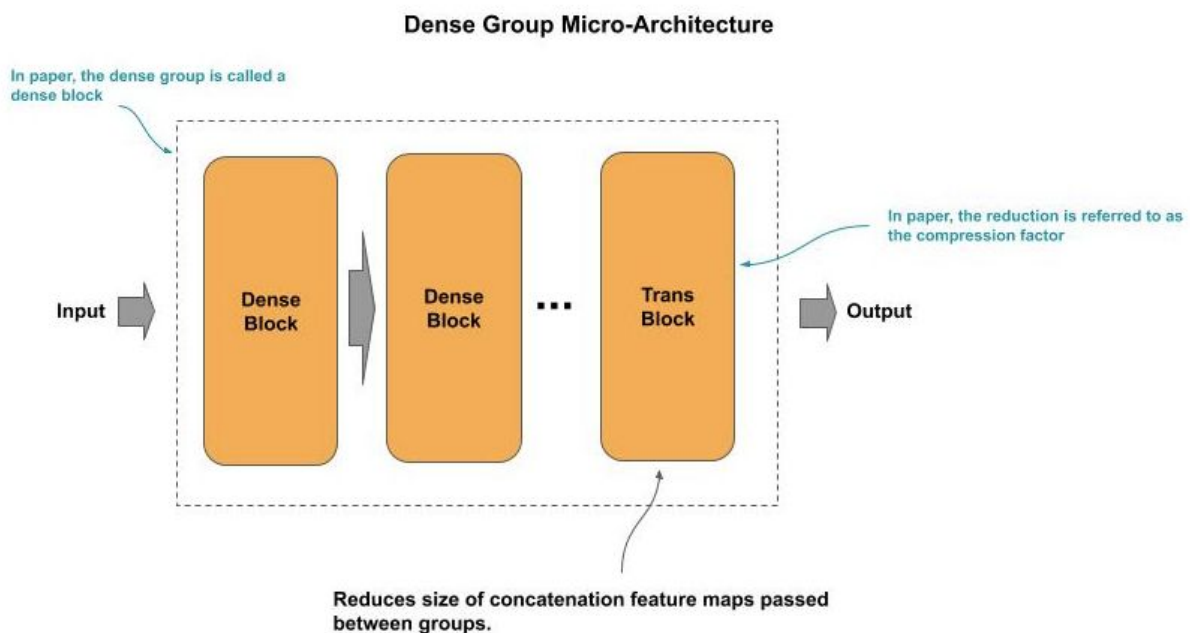 Dense Group Micro-Architecture
In paper, the dense group is called a
dense block
In paper, the reduction is referred to as
the compression factor
Input
Dense
Block
Dense
Block
...
Trans
Block
Output
Reduces size of concatenation feature maps passed
between groups.